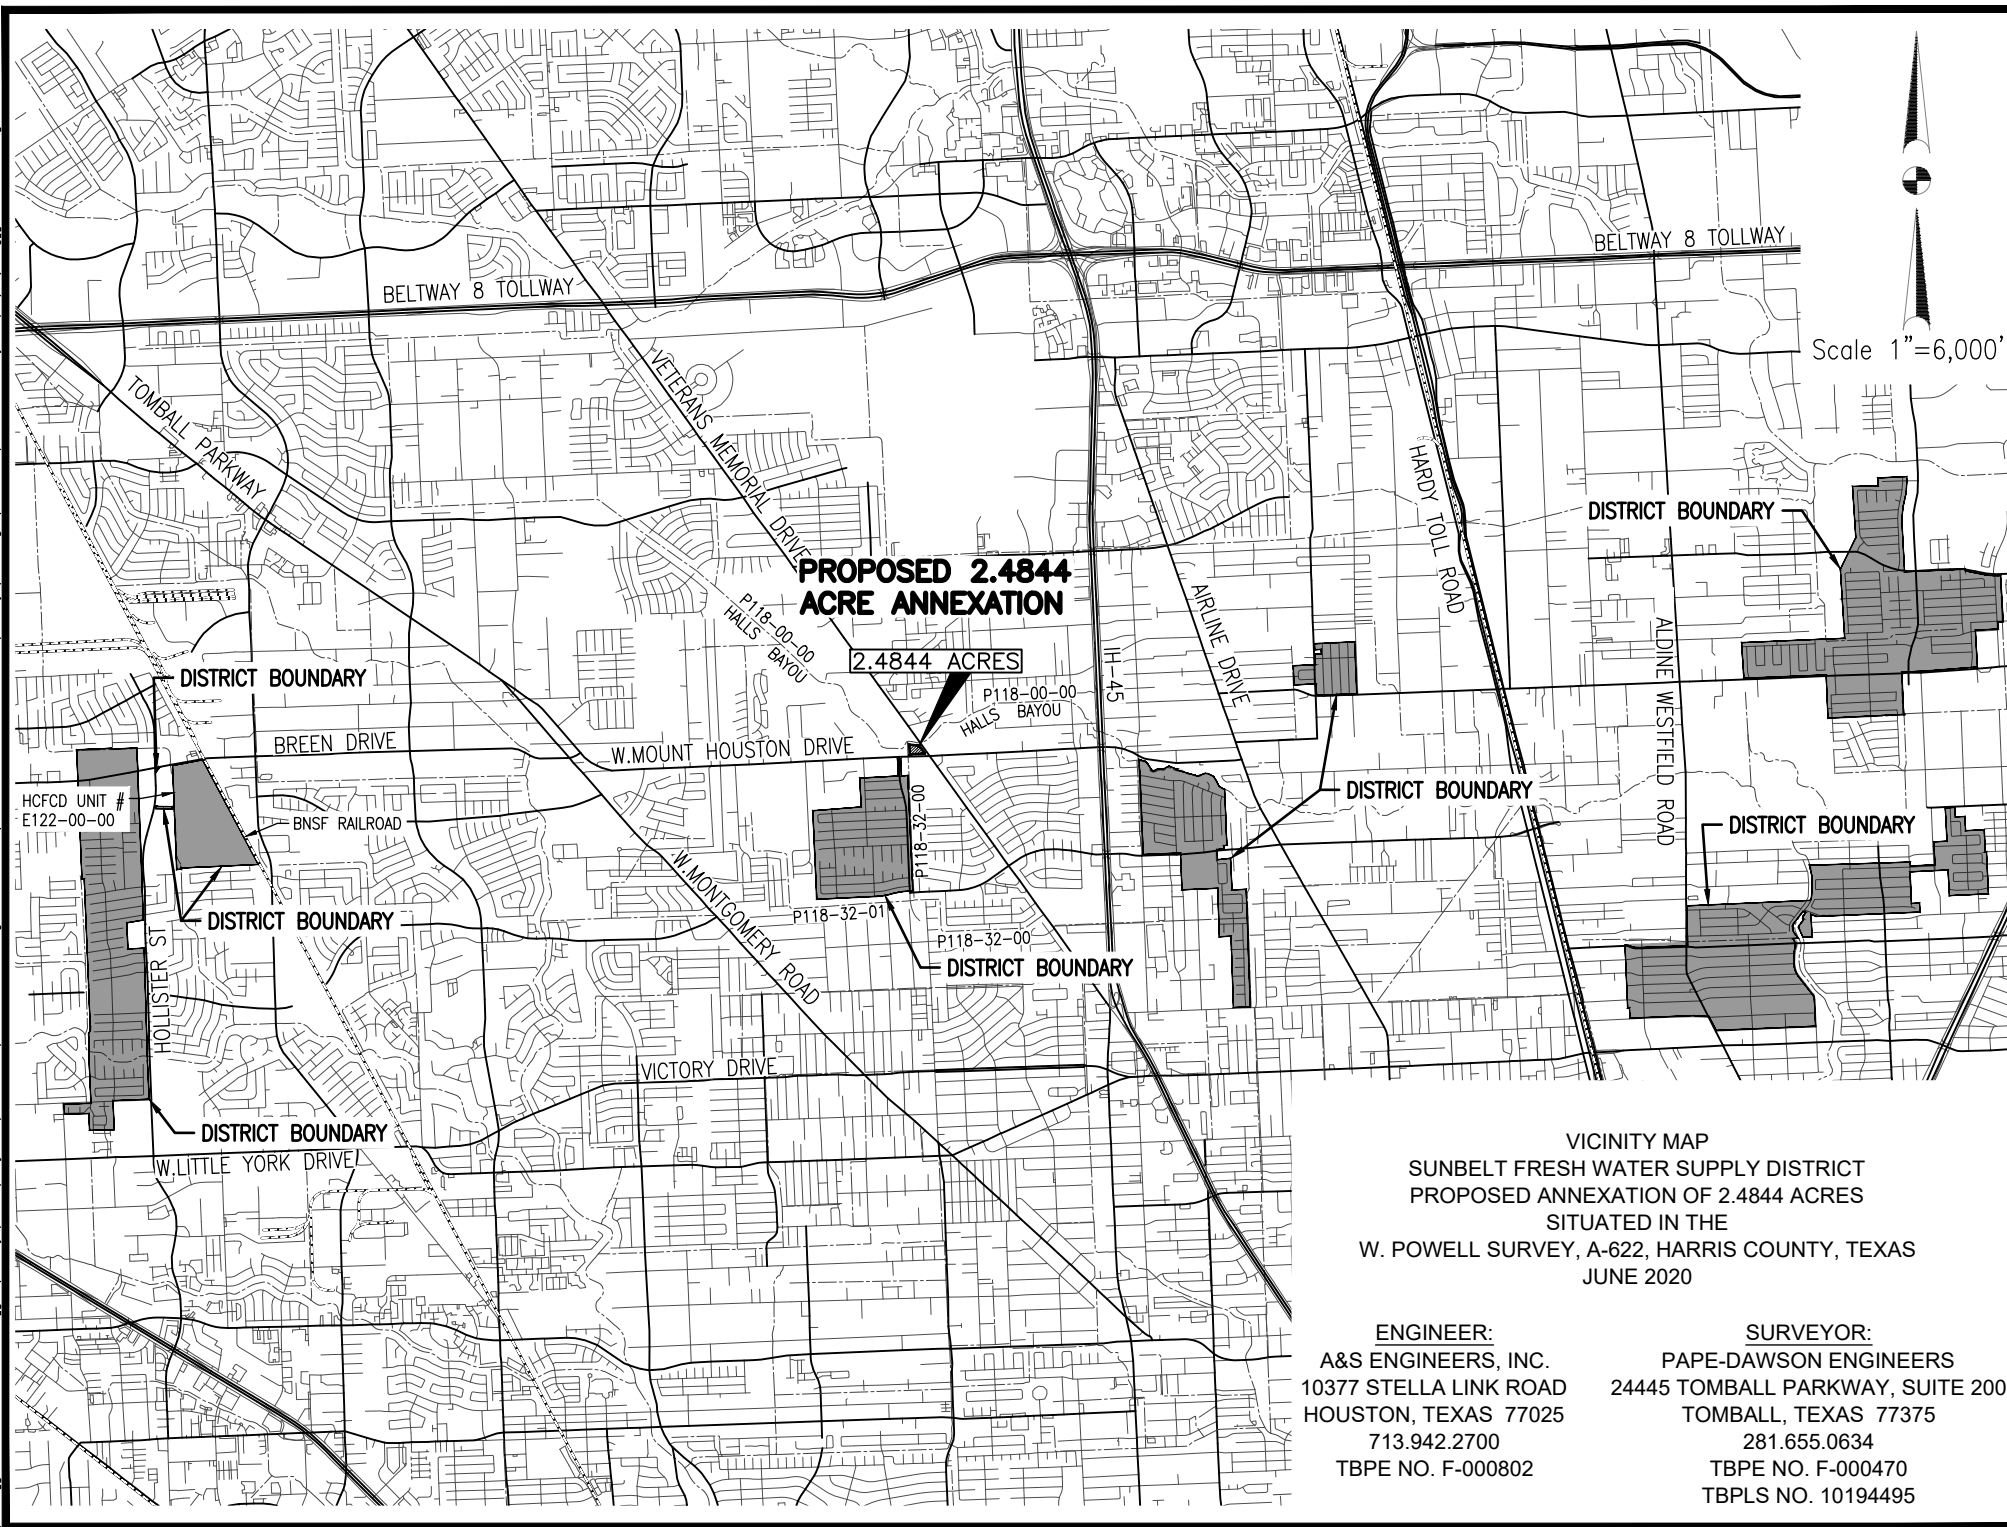 BELTWAY 8 TOLLWAY
BELTWAY 8 TOLLWAY
Scale 1"=6,000'
TOMBALL PARKWAY
VETERANS MEMORIAL DRIVE
HARDY TOLL ROAD
DISTRICT BOUNDARY
PROPOSED 2.4844
ACRE ANNEXATION
P118-00-00
HALLS BAYOU
AIRLINE DRIVE
ALDINE WESTFIELD ROAD
2.4844 ACRES
IH-45
P118-00-00
HALLS BAYOU
DISTRICT BOUNDARY
BREEN DRIVE
W.MOUNT HOUSTON DRIVE
HCFCD UNIT #
E122-00-00
BNSF RAILROAD
P118-32-00
DISTRICT BOUNDARY
DISTRICT BOUNDARY
W.MONTGOMERY ROAD
DISTRICT BOUNDARY
P118-32-01
P118-32-00
DISTRICT BOUNDARY
HOLLISTER ST
VICTORY DRIVE
DISTRICT BOUNDARY
W.LITTLE YORK DRIVE
VICINITY MAP
SUNBELT FRESH WATER SUPPLY DISTRICT
PROPOSED ANNEXATION OF 2.4844 ACRES
SITUATED IN THE
W. POWELL SURVEY, A-622, HARRIS COUNTY, TEXAS
JUNE 2020
ENGINEER:
A&S ENGINEERS, INC.
10377 STELLA LINK ROAD
HOUSTON, TEXAS 77025
713.942.2700
TBPE NO. F-000802
SURVEYOR:
PAPE-DAWSON ENGINEERS
24445 TOMBALL PARKWAY, SUITE 200
TOMBALL, TEXAS 77375
281.655.0634
TBPE NO. F-000470
TBPLS NO. 10194495